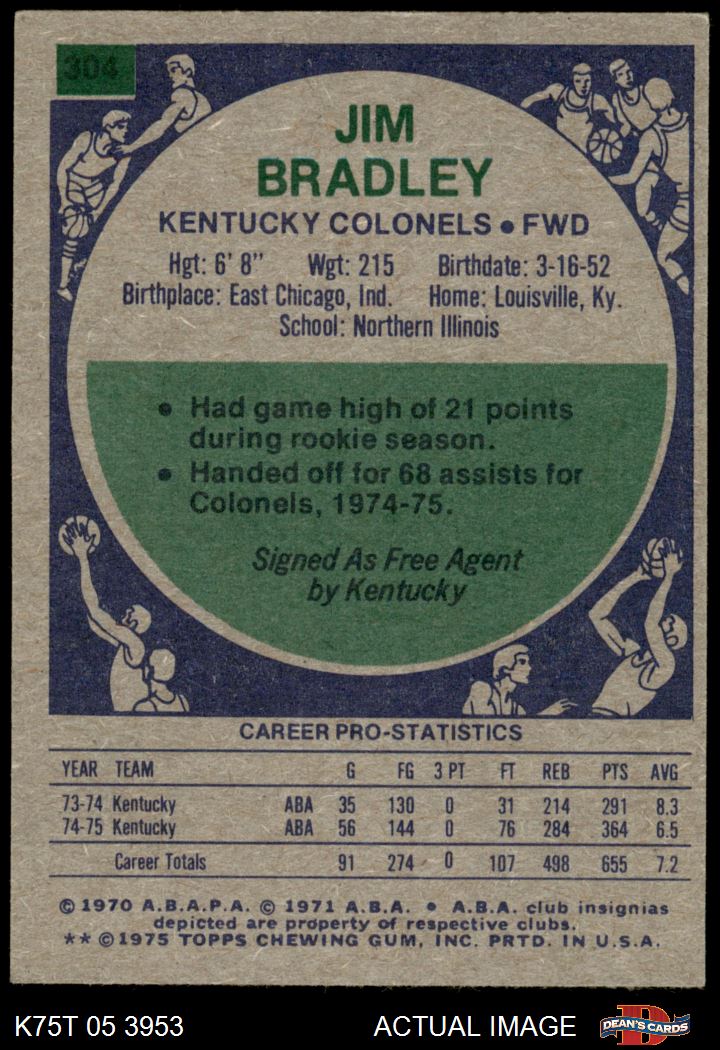 304
JIM
BRADLEY
KENTUCKY COLONELS • FWD
Hgt: 6' 8" Wgt: 215 Birthdate: 3-16-52
Birthplace: East Chicago, Ind. Home: Louisville, Ky.
School: Northern Illinois
• Had game high of 21 points
during rookie season.
• Handed off for 68 assists for
Colonels, 1974-75.
Signed As Free Agent
by Kentucky
CAREER PRO-STATISTICS
YEAR TEAM G FG 3 PT FT REB PTS AVG
73-74 Kentucky ABA 35 130 0 31 214 291 8.3
74-75 Kentucky ABA 56 144 0 76 284 364 6.5
Career Totals 91 274 0 107 498 655 7.2
© 1970 A.B.A.P.A. © 1971 A.B.A. • A.B.A. club insignias
depicted are property of respective clubs.
** © 1975 TOPPS CHEWING GUM, INC. PRTD. IN U.S.A.
K75T 05 3953 ACTUAL IMAGE D DEAN'S CARDS